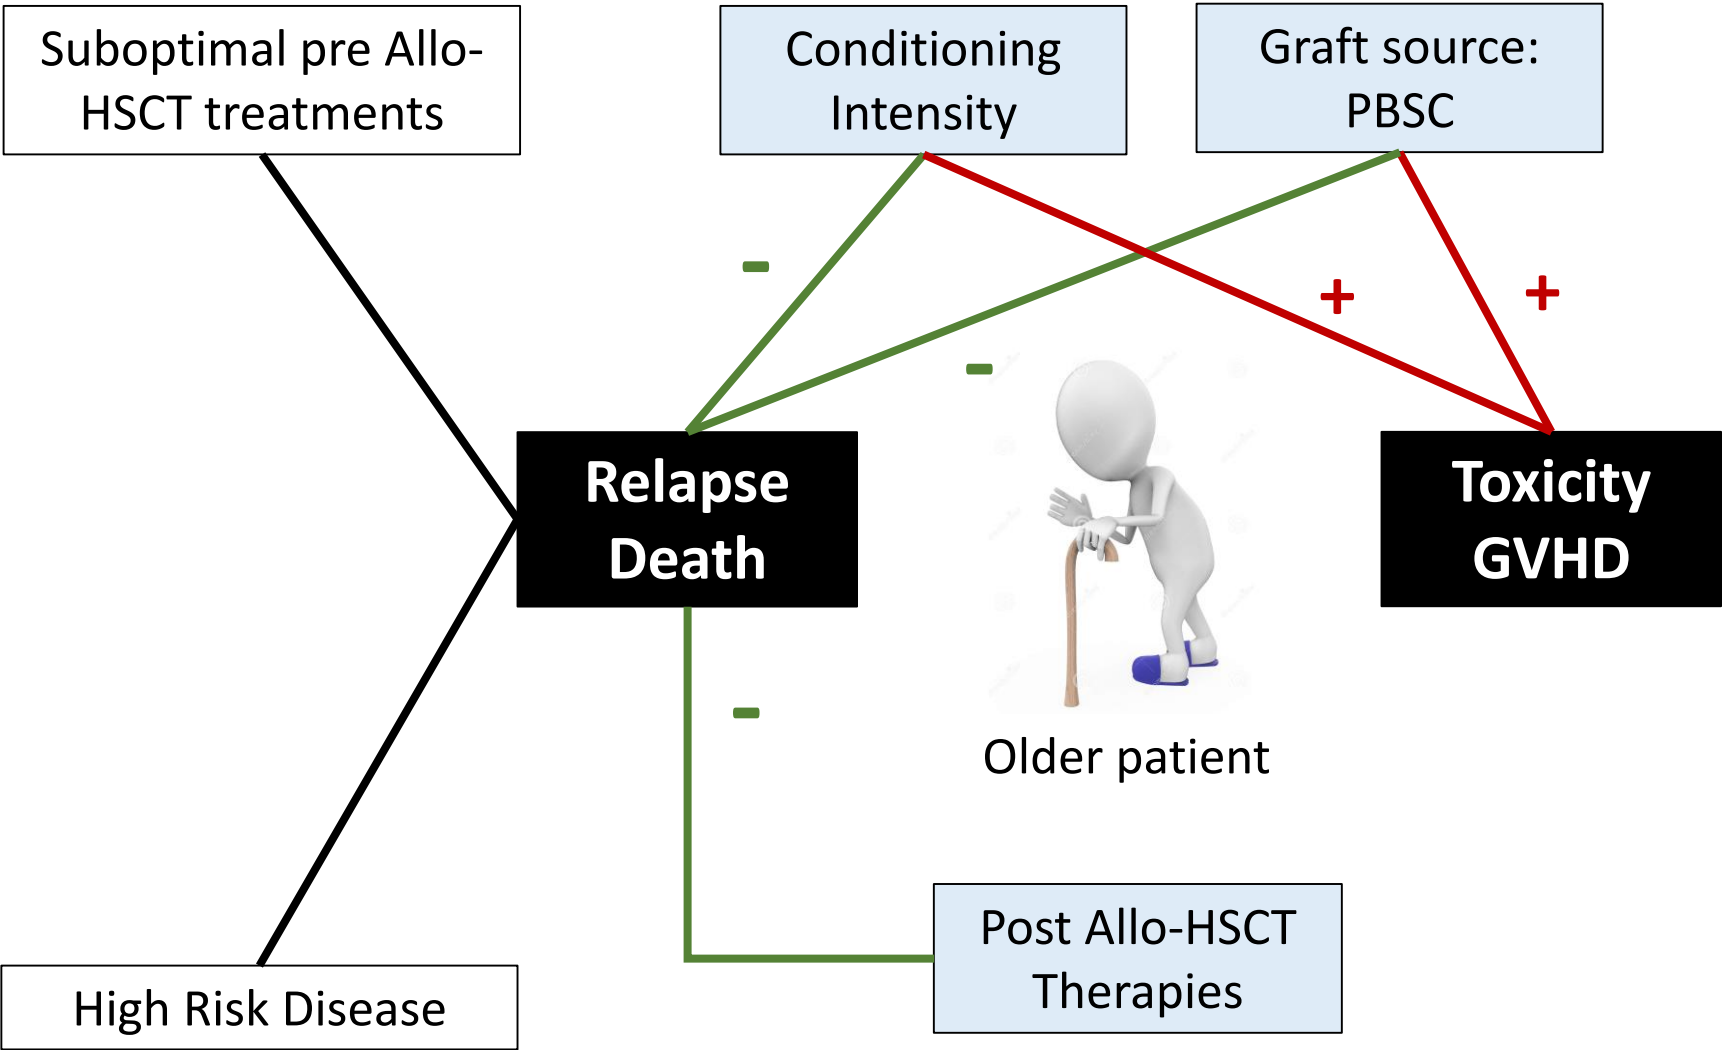 Suboptimal pre Allo-
HSCT treatments
Conditioning
Intensity
Graft source:
PBSC
-
-
+
+
Relapse
Death
Toxicity
GVHD
-
Older patient
Post Allo-HSCT
Therapies
High Risk Disease